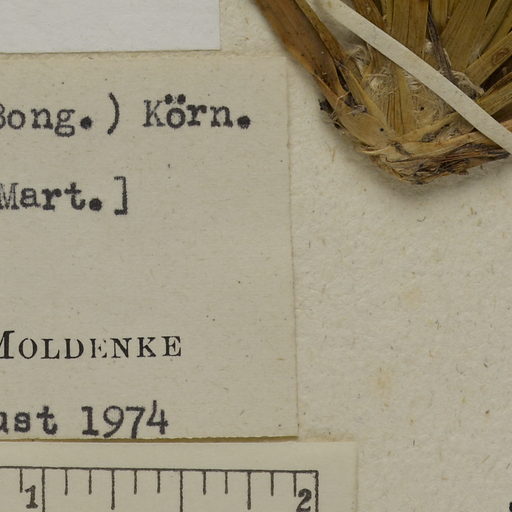 Bong.) Körn.
Mart.]
MOLDENKE
ust 1974
1 2